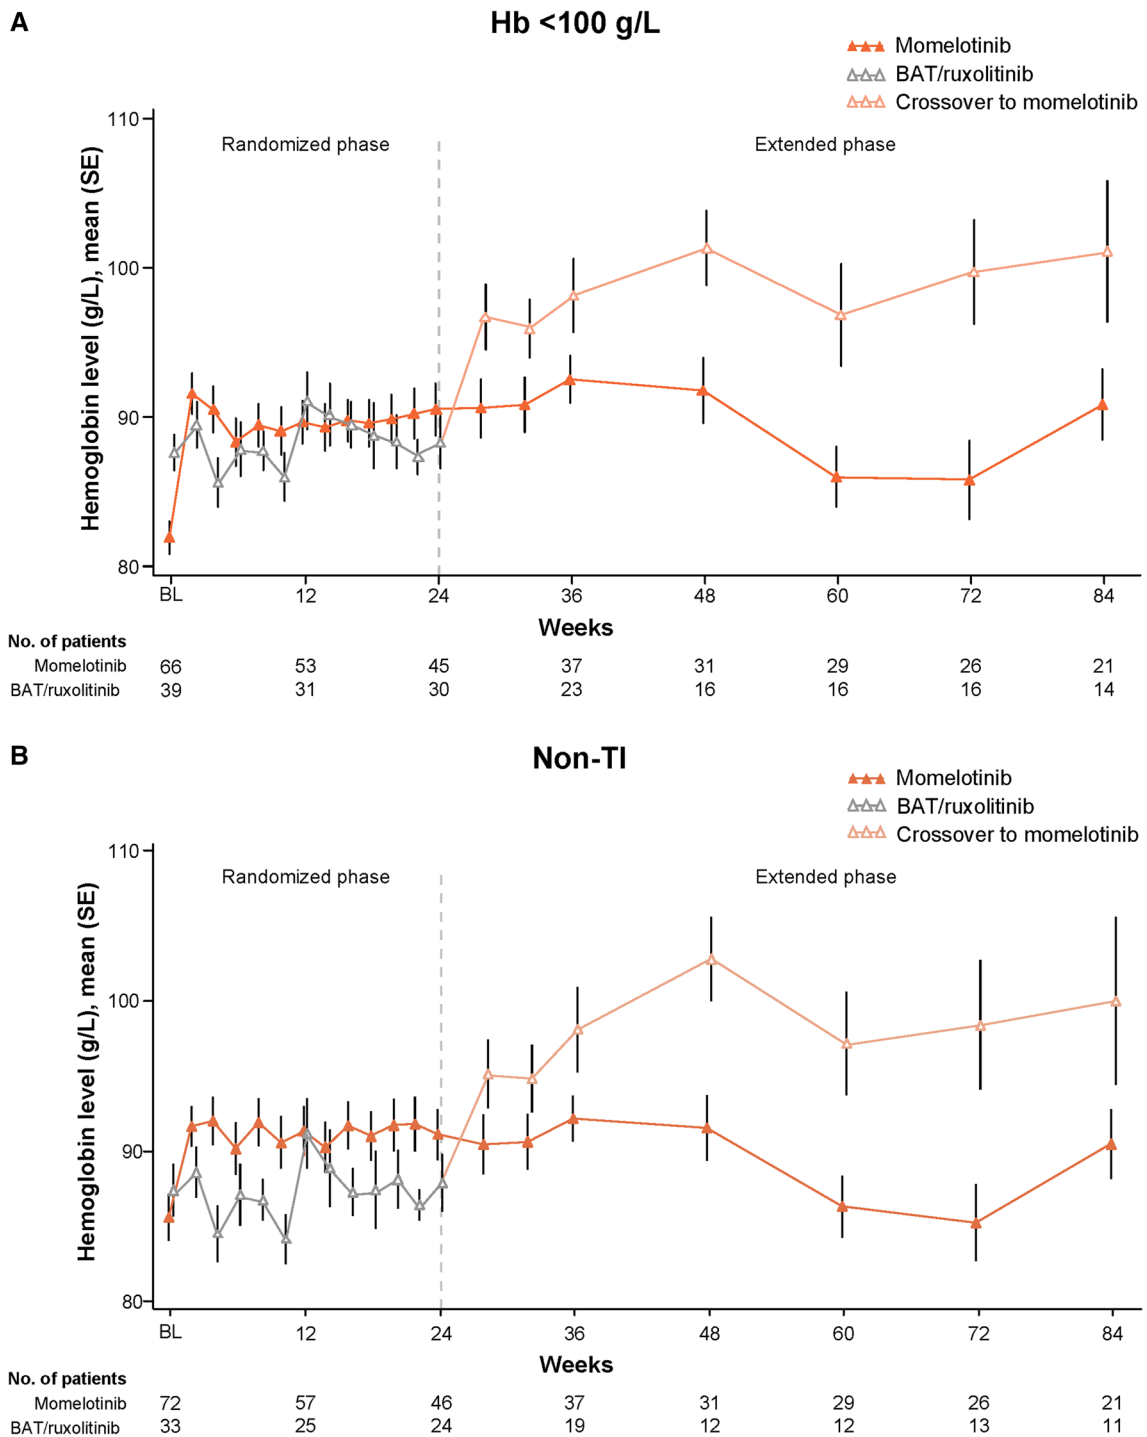 A
Hb <100 g/L
Momelotinib
BAT/ruxolitinib
Crossover to momelotinib
Randomized phase
Extended phase
Hemoglobin level (g/L), mean (SE)
110
100
90
80
BL 12 24 36 48 60 72 84
Weeks
No. of patients
Momelotinib 66 53 45 37 31 29 26 21
BAT/ruxolitinib 39 31 30 23 16 16 16 14
B
Non-TI
Momelotinib
BAT/ruxolitinib
Crossover to momelotinib
Randomized phase
Extended phase
Hemoglobin level (g/L), mean (SE)
110
100
90
80
BL 12 24 36 48 60 72 84
Weeks
No. of patients
Momelotinib 72 57 46 37 31 29 26 21
BAT/ruxolitinib 33 25 24 19 12 12 13 11